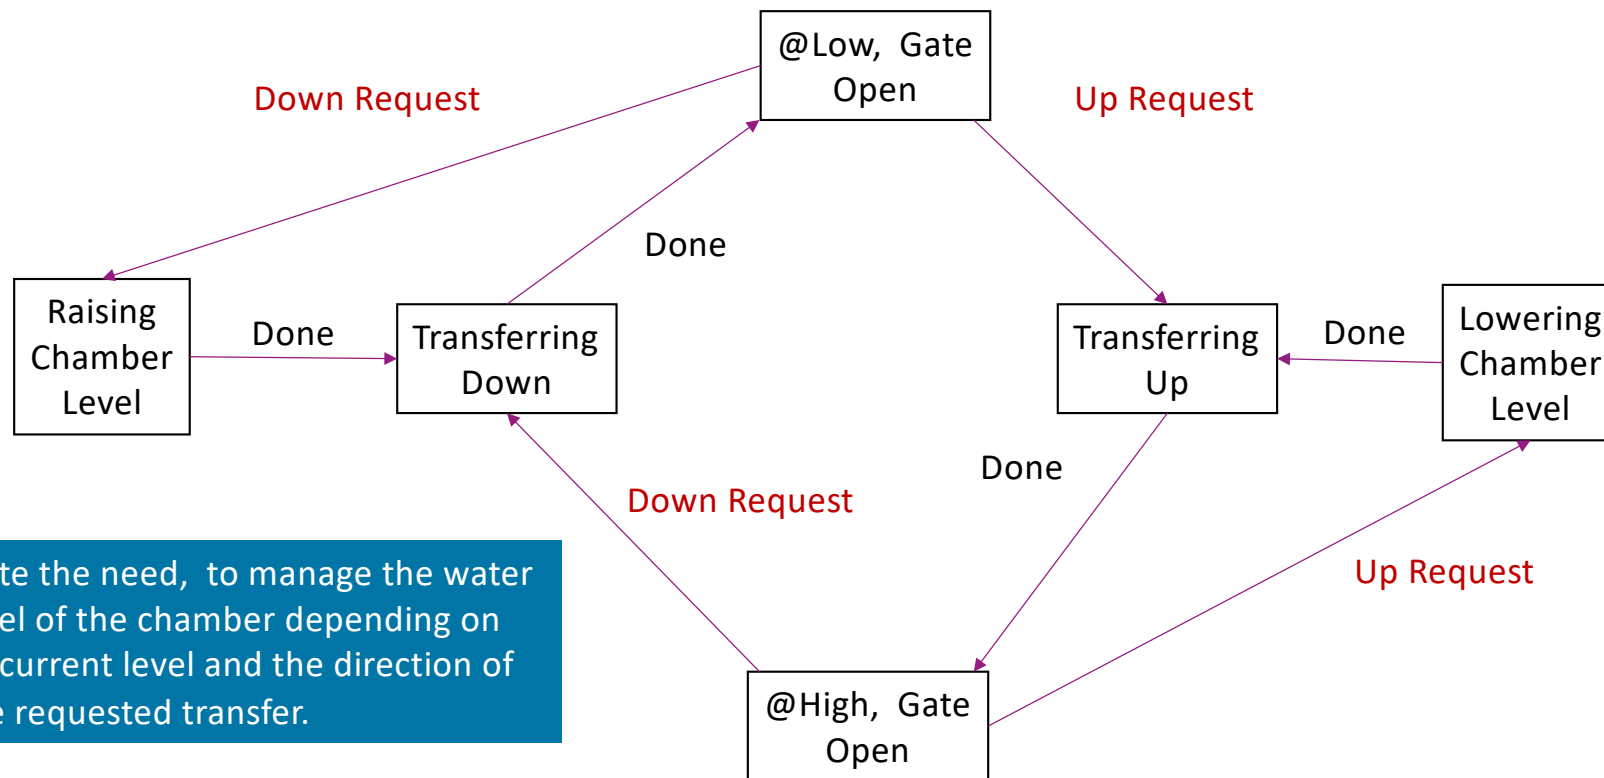 @Low, Gate
Open
Down Request
Up Request
Done
Raising
Chamber
Level
Done
Transferring
Down
Transferring
Up
Done
Lowering
Chamber
Level
Done
Down Request
Up Request
te the need, to manage the water
el of the chamber depending on
current level and the direction of
e requested transfer.
@High, Gate
Open